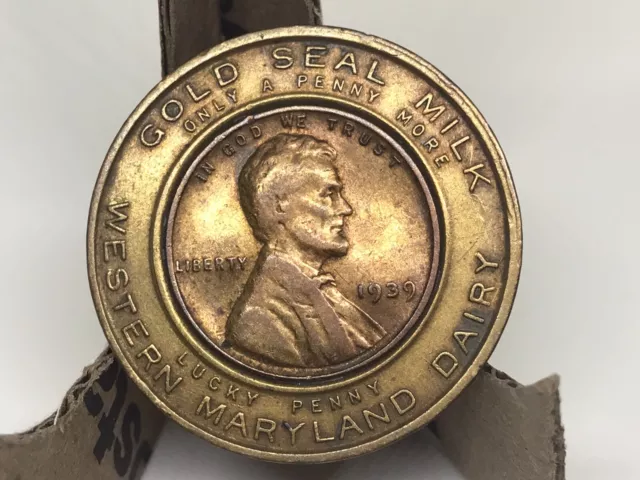 GOLD SEAL MILK
ONLY A PENNY MORE
IN GOD WE TRUST
LIBERTY
1939
LUCKY PENNY
WESTERN MARYLAND DAIRY